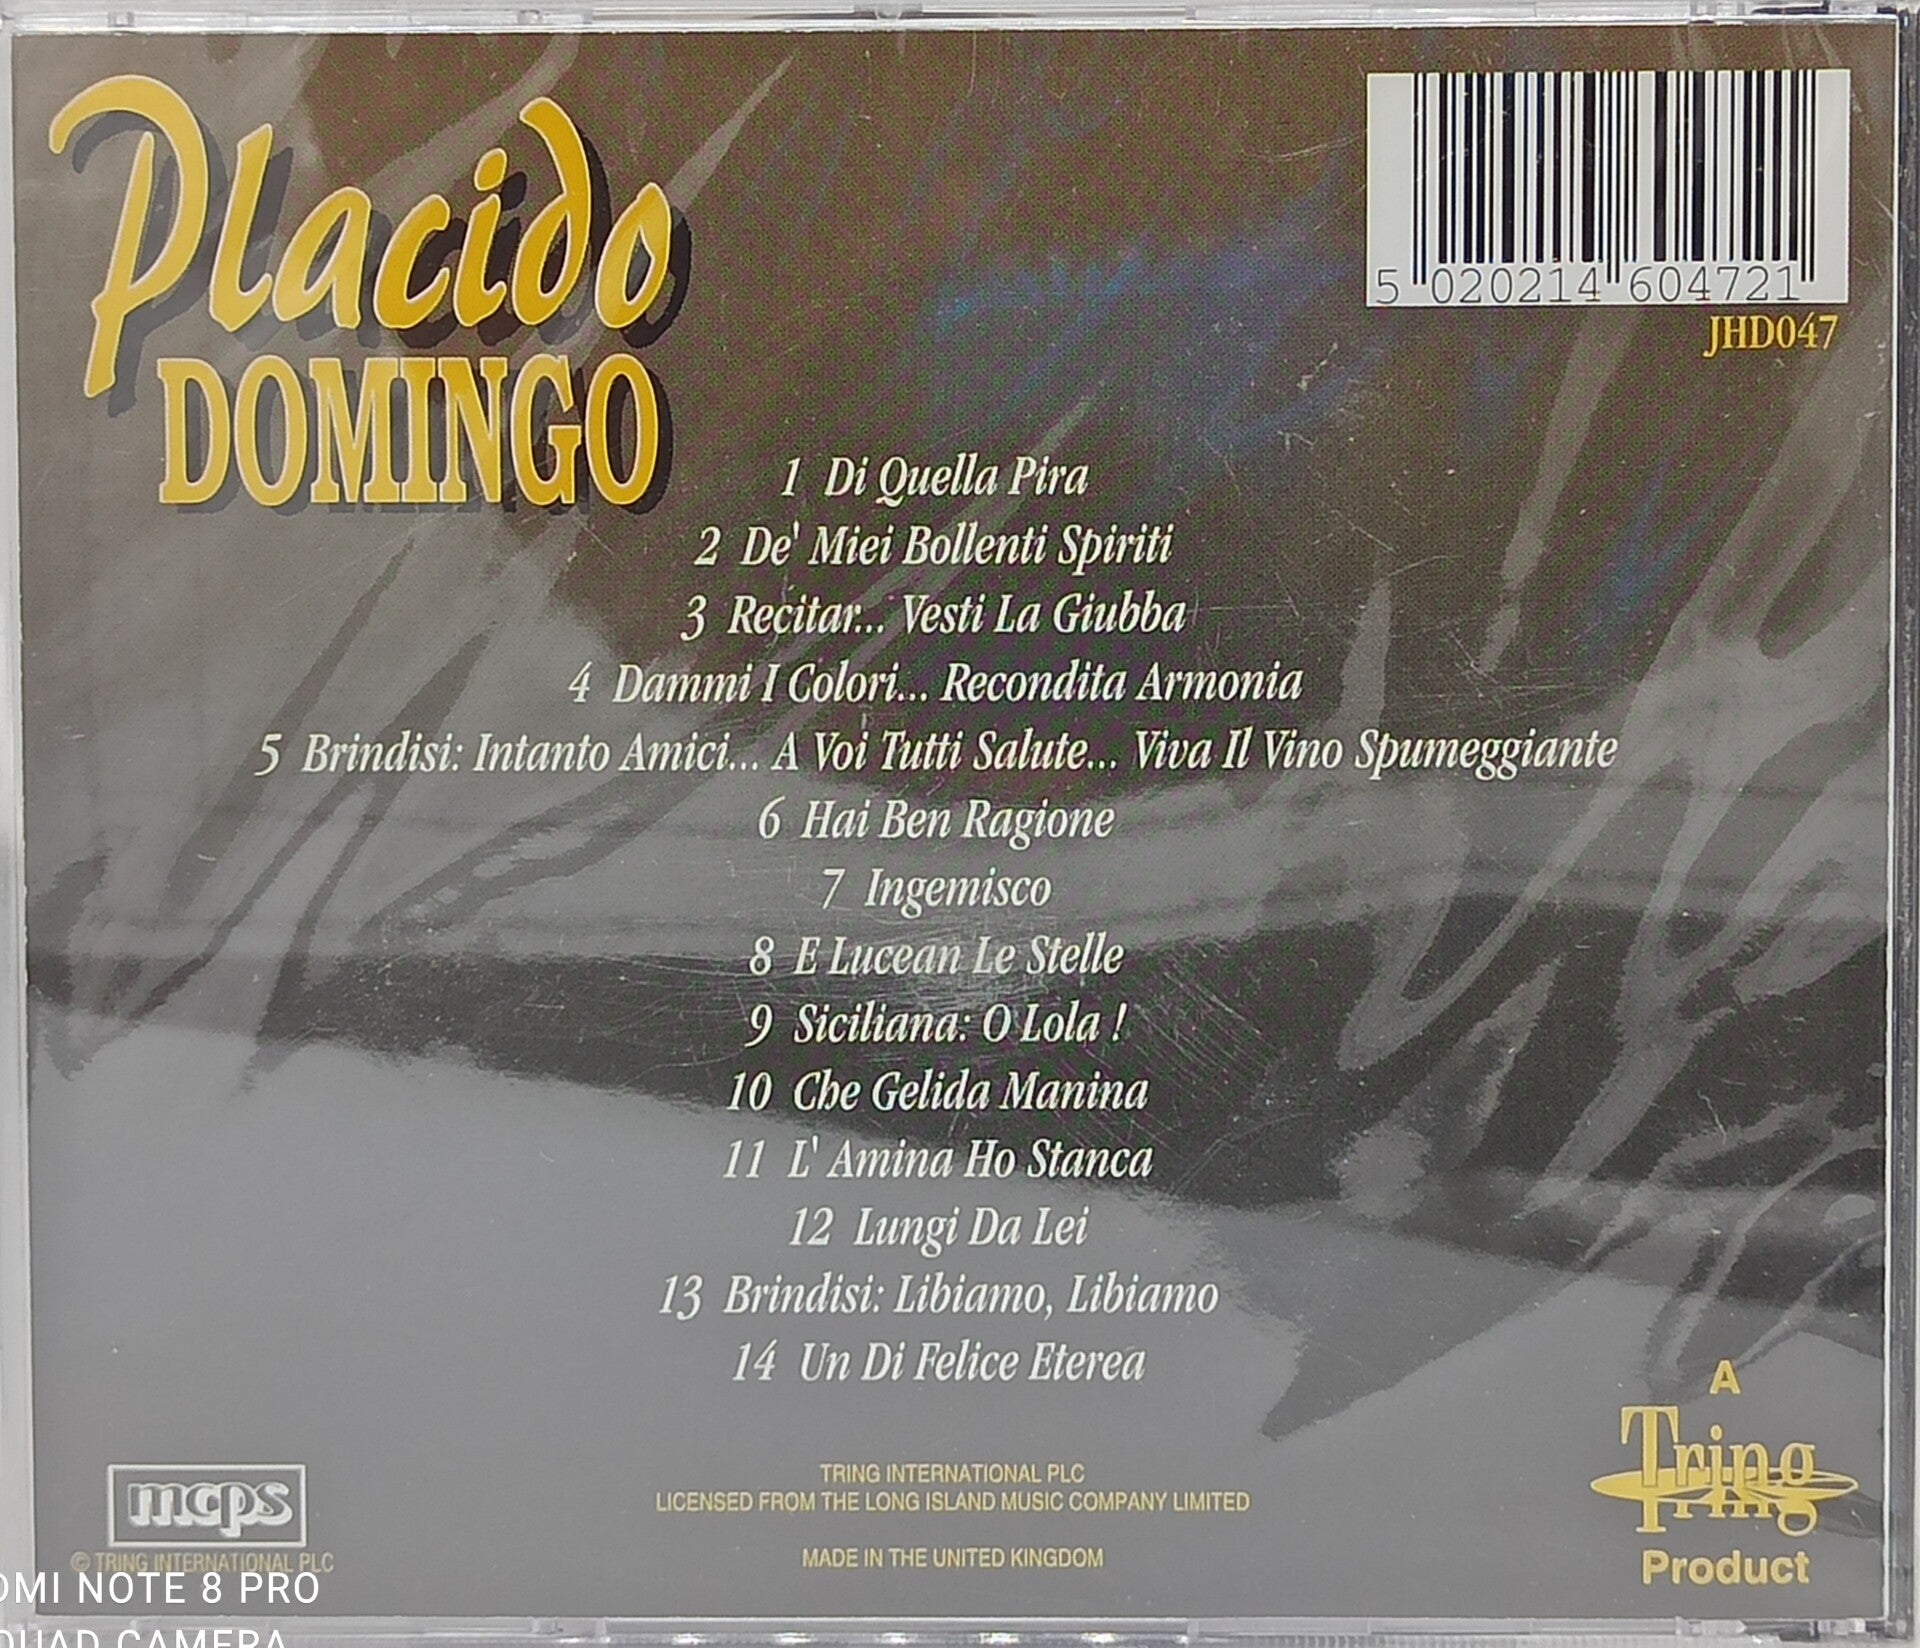 Placido
DOMINGO
5 020214 604721
JHD047
1 Di Quella Pira
2 De' Miei Bollenti Spiriti
3 Recitar... Vesti La Giubba
4 Dammi I Colori... Recondita Armonia
5 Brindisi: Intanto Amici... A Voi Tutti Salute... Viva Il Vino Spumeggiante
6 Hai Ben Ragione
7 Ingemisco
8 E Lucean Le Stelle
9 Siciliana: O Lola !
10 Che Gelida Manina
11 L' Amina Ho Stanca
12 Lungi Da Lei
13 Brindisi: Libiamo, Libiamo
14 Un Di Felice Eterea
TRING INTERNATIONAL PLC
LICENSED FROM THE LONG ISLAND MUSIC COMPANY LIMITED
MADE IN THE UNITED KINGDOM
mcps
© TRING INTERNATIONAL PLC
A
Tring
Product
OMI NOTE 8 PRO
QUAD CAMERA